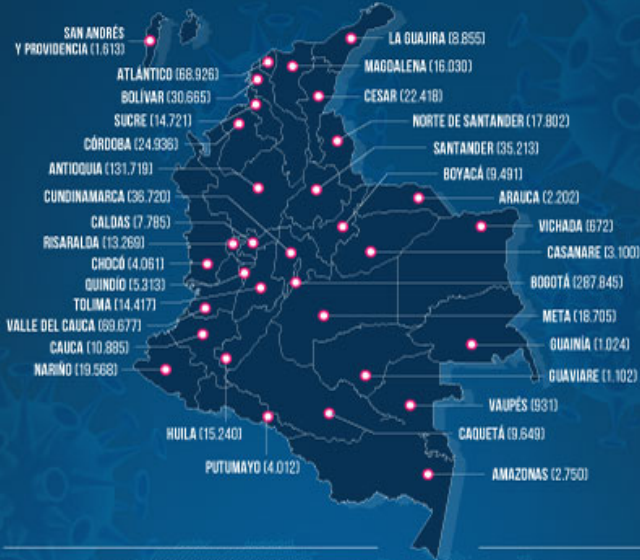 SAN ANDRÉS
Y PROVIDENCIA (1.613)
ATLÁNTICO (68.926)
BOLÍVAR (30.665)
SUCRE (14.721)
CÓRDOBA (24.936)
ANTIOQUIA (131.719)
CUNDINAMARCA (36.720)
CALDAS (7.785)
RISARALDA (13.269)
CHOCÓ (4.061)
QUINDÍO (5.313)
TOLIMA (14.417)
VALLE DEL CAUCA (69.677)
CAUCA (10.885)
NARIÑO (19.568)
HUILA (15.240)
PUTUMAYO (4.012)
LA GUAJIRA (8.855)
MAGDALENA (16.030)
CESAR (22.418)
NORTE DE SANTANDER (17.802)
SANTANDER (35.213)
BOYACÁ (9.491)
ARAUCA (2.202)
VICHADA (672)
CASANARE (3.100)
BOGOTÁ (287.845)
META (18.705)
GUAINÍA (1.024)
GUAVIARE (1.102)
VAUPÉS (931)
CAQUETÁ (9.649)
AMAZONAS (2.750)